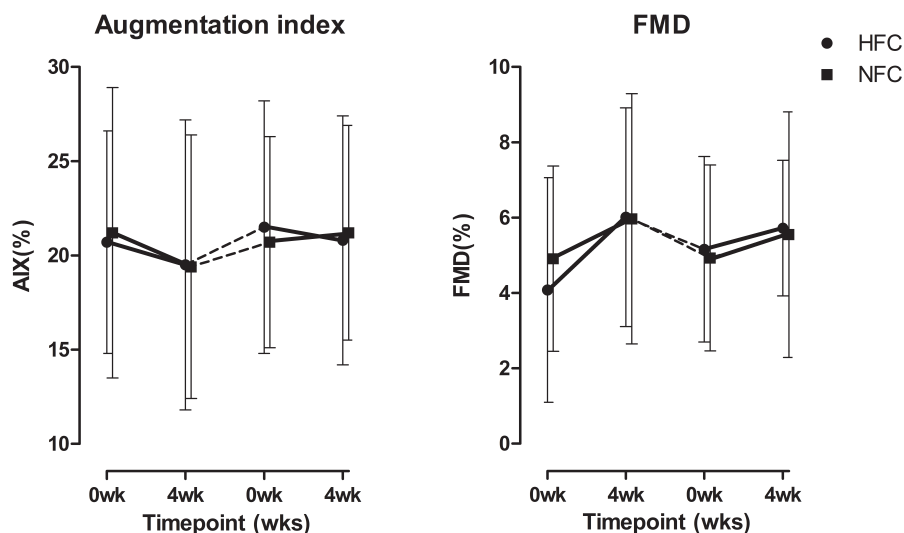 Augmentation index
FMD
HFC
NFC
30
25
20
15
10
AIX(%)
0wk 4wk 0wk 4wk
Timepoint (wks)
10
8
6
4
2
0
FMD(%)
0wk 4wk 0wk 4wk
Timepoint (wks)